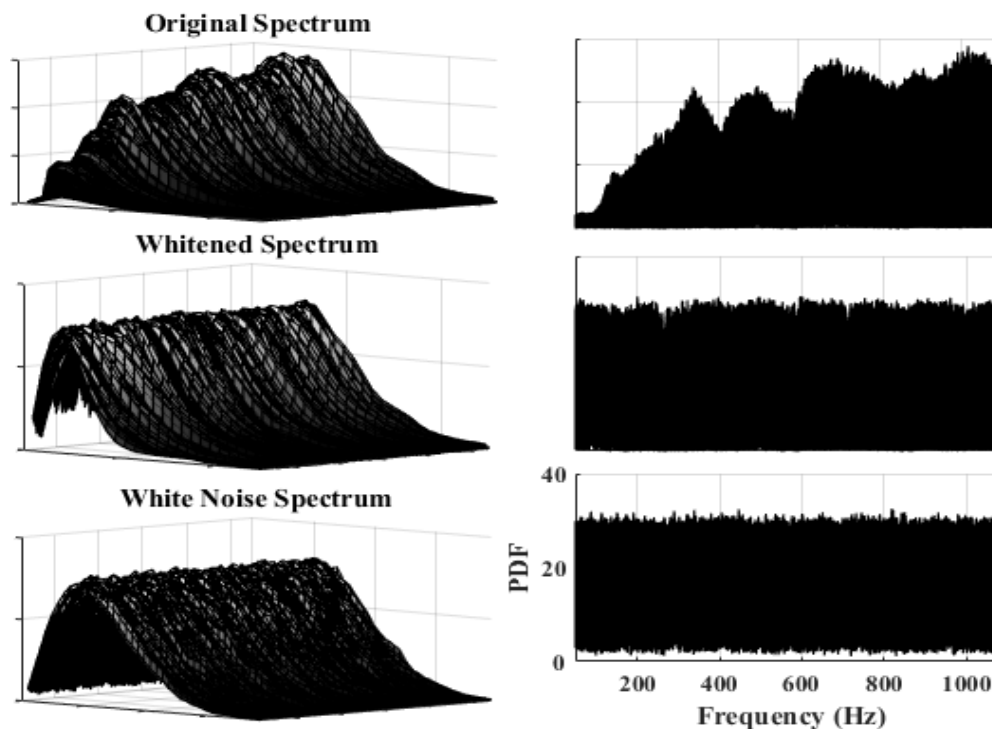 Original Spectrum
Whitened Spectrum
White Noise Spectrum
40
20
0
PDF
200 400 600 800 1000
Frequency (Hz)